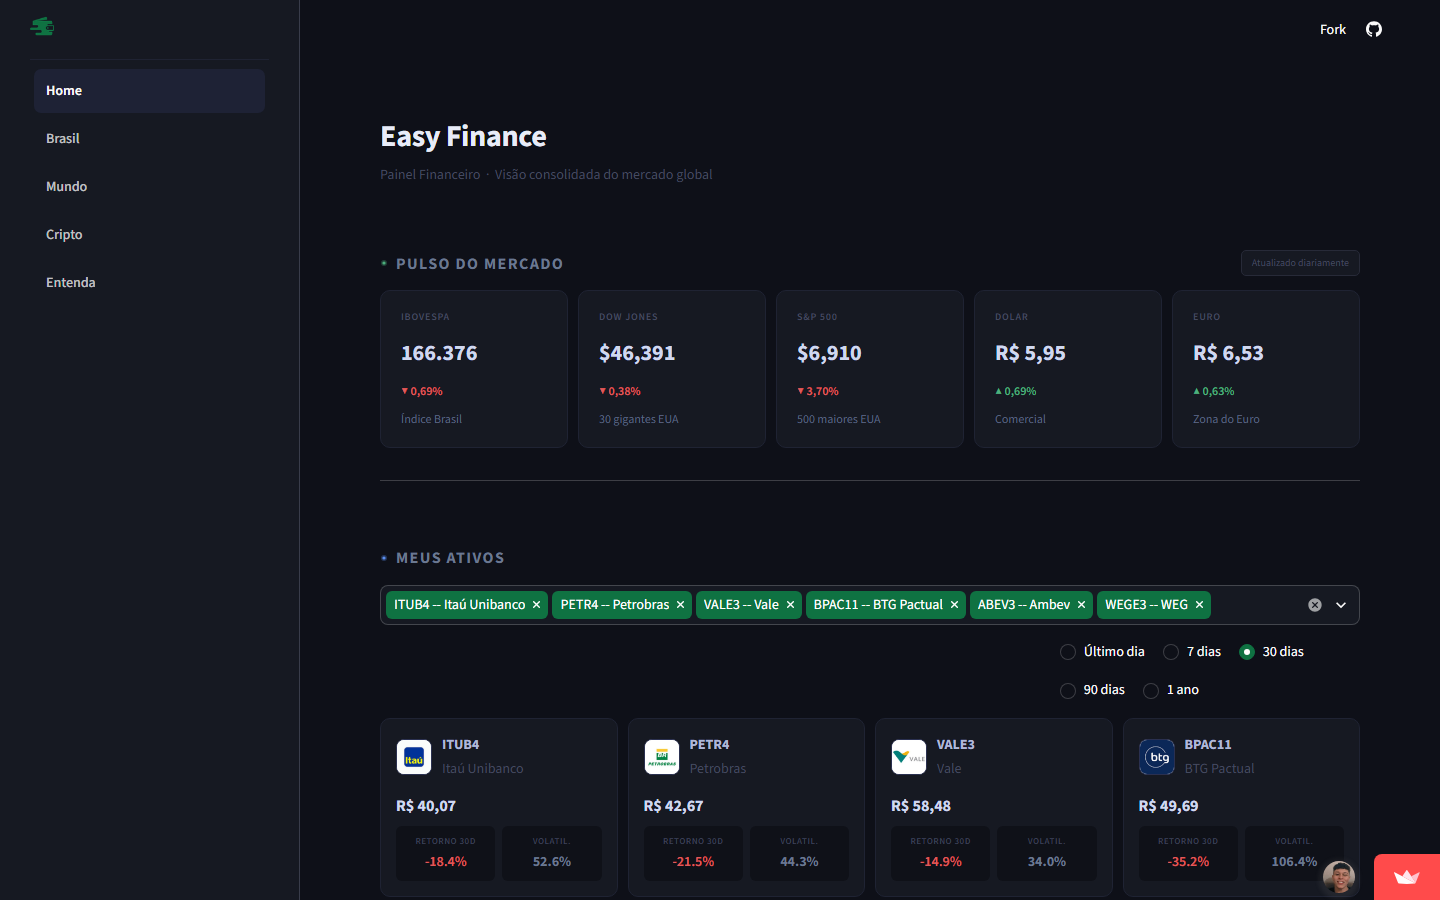 Fork
Home
Brasil
Mundo
Cripto
Entenda
Easy Finance
Painel Financeiro · Visão consolidada do mercado global
PULSO DO MERCADO
Atualizado diariamente
IBOVESPA
166.376
▼ 0,69%
Índice Brasil
DOW JONES
$46,391
▼ 0,38%
30 gigantes EUA
S&P 500
$6,910
▼ 3,70%
500 maiores EUA
DOLAR
R$ 5,95
▲ 0,69%
Comercial
EURO
R$ 6,53
▲ 0,63%
Zona do Euro
MEUS ATIVOS
ITUB4 -- Itaú Unibanco
PETR4 -- Petrobras
VALE3 -- Vale
BPAC11 -- BTG Pactual
ABEV3 -- Ambev
WEGE3 -- WEG
Último dia
7 dias
30 dias
90 dias
1 ano
Itaú
ITUB4
Itaú Unibanco
R$ 40,07
RETORNO 30D
-18.4%
VOLATIL.
52.6%
PETROBRAS
PETR4
Petrobras
R$ 42,67
RETORNO 30D
-21.5%
VOLATIL.
44.3%
VALE
VALE3
Vale
R$ 58,48
RETORNO 30D
-14.9%
VOLATIL.
34.0%
btg
BPAC11
BTG Pactual
R$ 49,69
RETORNO 30D
-35.2%
VOLATIL.
106.4%